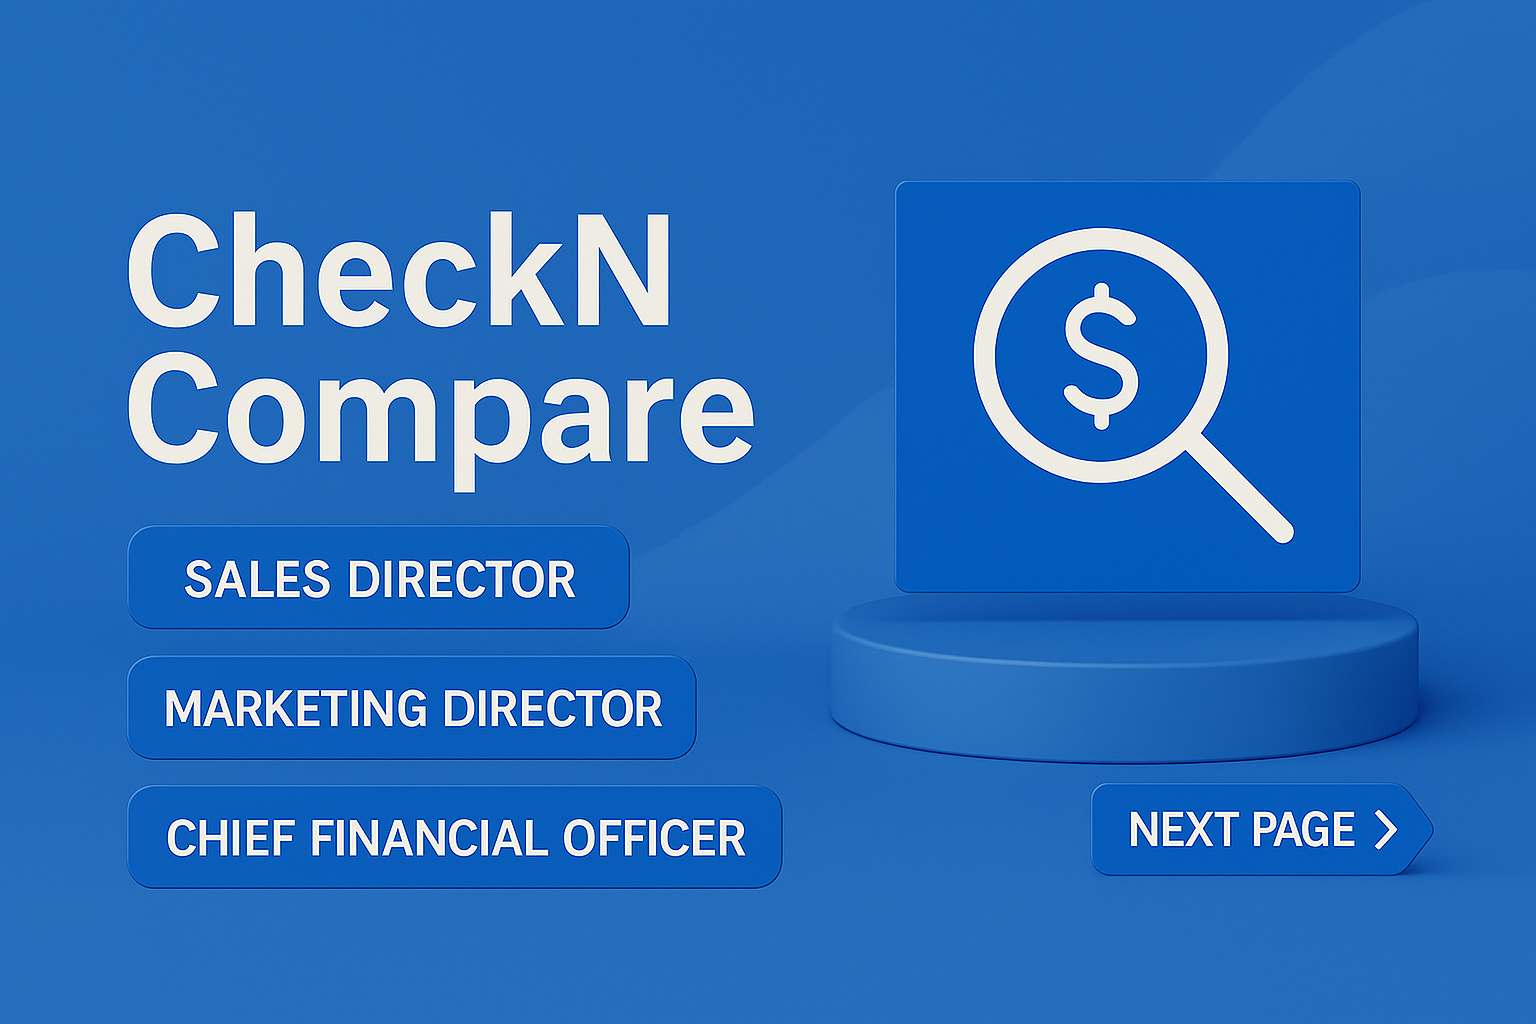 CheckN
Compare
SALES DIRECTOR
MARKETING DIRECTOR
CHIEF FINANCIAL OFFICER
$
NEXT PAGE